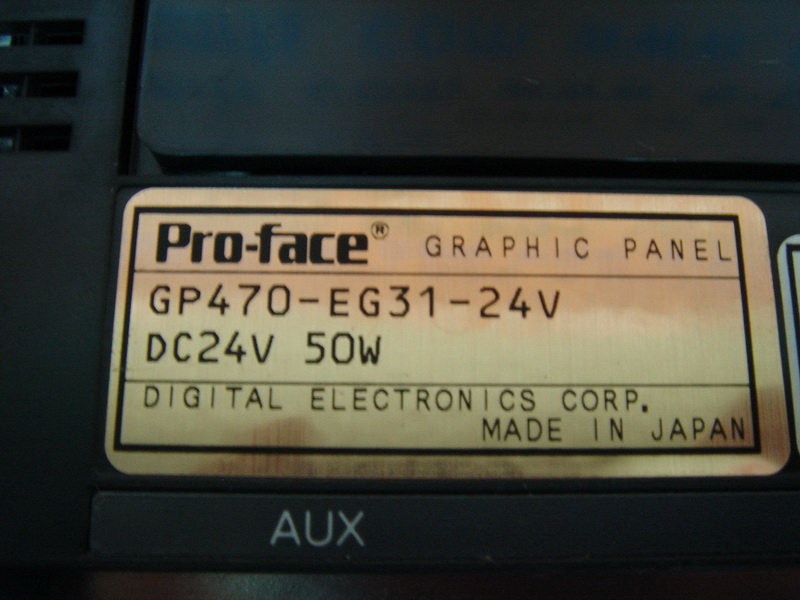 Pro-face® GRAPHIC PANEL
GP470-EG31-24V
DC24V 50W
DIGITAL ELECTRONICS CORP.
MADE IN JAPAN
AUX